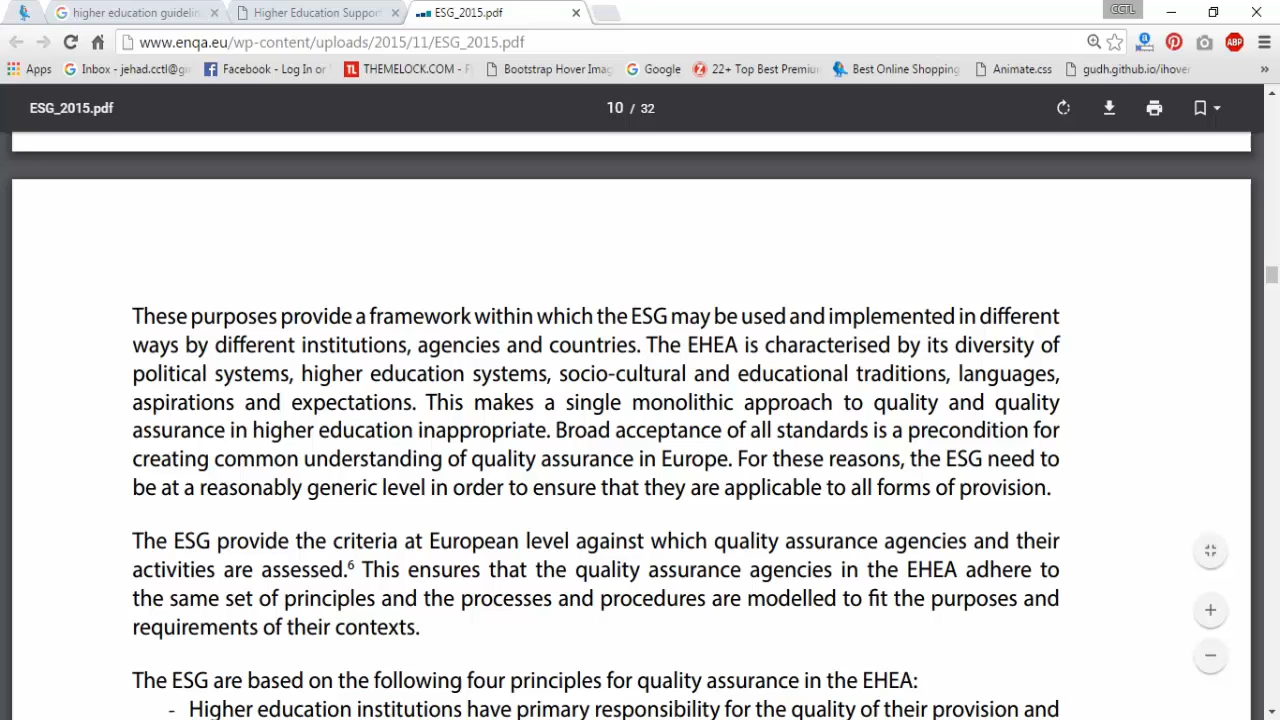 CCTL
higher education guidelin
Higher Education Suppor
ESG_2015.pdf
www.enqa.eu/wp-content/uploads/2015/11/ESG_2015.pdf
ABP
Apps
Inbox - jehad.cctl@g
Facebook - Log In or
TL THEMELOCK.COM - F
Bootstrap Hover Imag
Google
22+ Top Best Premiu
Best Online Shopping
Animate.css
gudh.github.io/ihover
»
ESG_2015.pdf
10 / 32
These purposes provide a framework within which the ESG may be used and implemented in different
ways by different institutions, agencies and countries. The EHEA is characterised by its diversity of
political systems, higher education systems, socio-cultural and educational traditions, languages,
aspirations and expectations. This makes a single monolithic approach to quality and quality
assurance in higher education inappropriate. Broad acceptance of all standards is a precondition for
creating common understanding of quality assurance in Europe. For these reasons, the ESG need to
be at a reasonably generic level in order to ensure that they are applicable to all forms of provision.
The ESG provide the criteria at European level against which quality assurance agencies and their
activities are assessed.⁶ This ensures that the quality assurance agencies in the EHEA adhere to
the same set of principles and the processes and procedures are modelled to fit the purposes and
requirements of their contexts.
The ESG are based on the following four principles for quality assurance in the EHEA:
- Higher education institutions have primary responsibility for the quality of their provision and